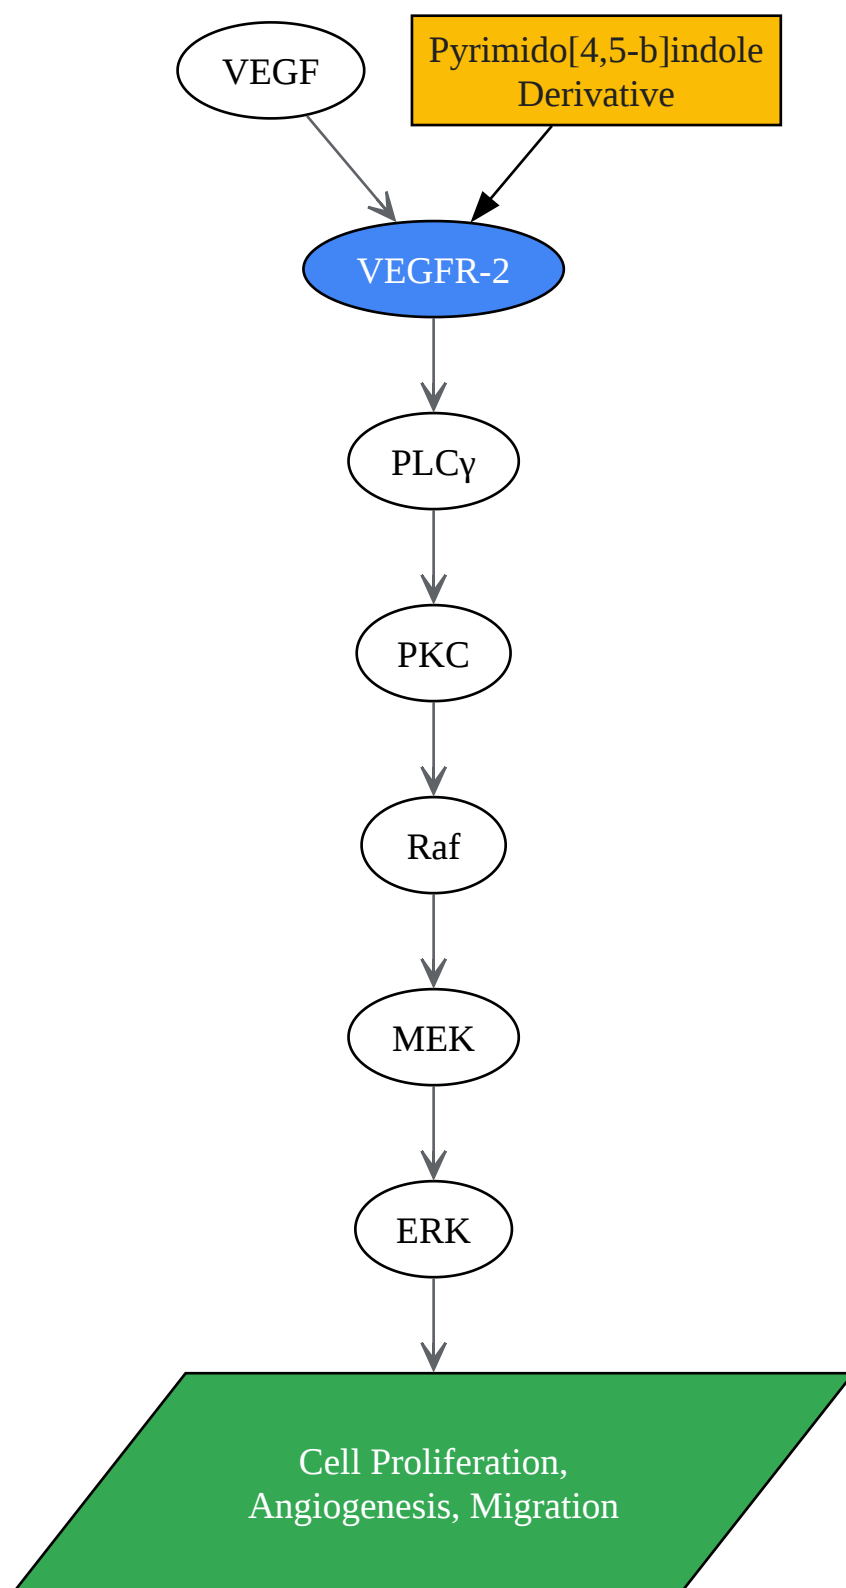 VEGF
Pyrimido[4,5-b]indole
Derivative
VEGFR-2
PLCγ
PKC
Raf
MEK
ERK
Cell Proliferation,
Angiogenesis, Migration